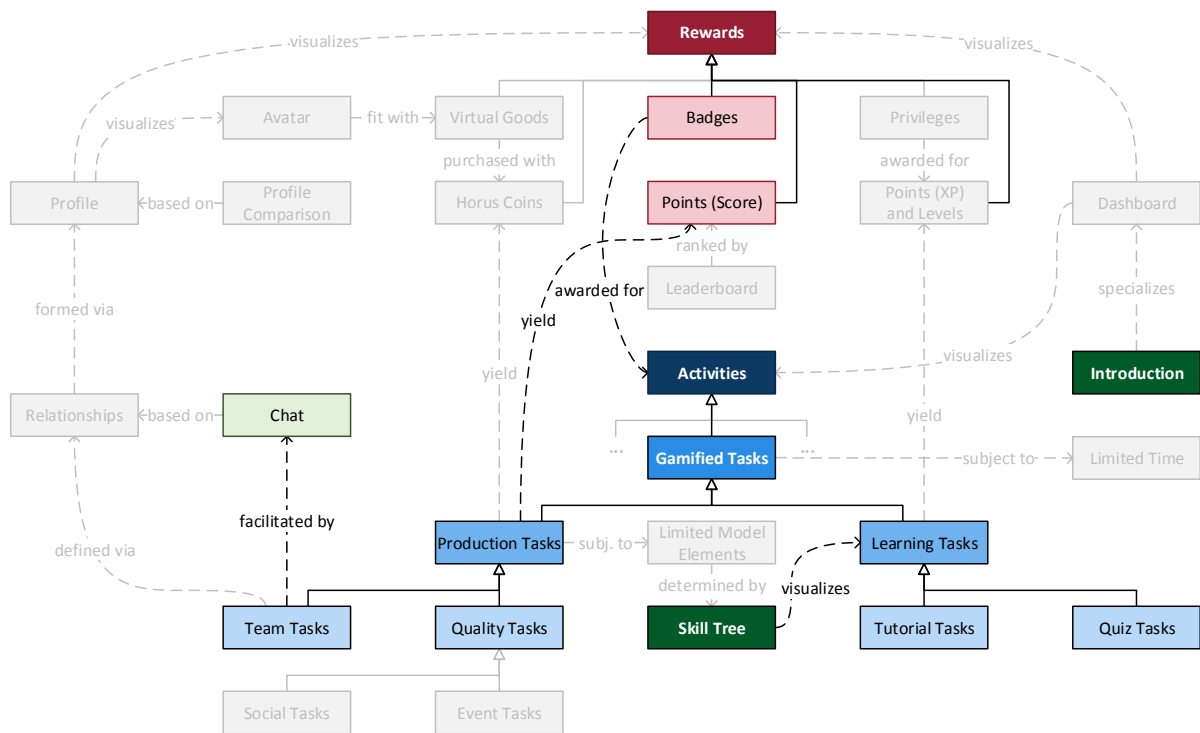 Rewards
visualizes
visualizes
Avatar
fit with
Virtual Goods
Badges
Privileges
visualizes
purchased with
awarded for
Profile
based on
Profile
Comparison
Horus Coins
Points (Score)
Points (XP)
and Levels
Dashboard
ranked by
Leaderboard
awarded for
formed via
specializes
yield
visualizes
yield
Activities
Introduction
Relationships
based on
Chat
yield
...
...
Gamified Tasks
subject to
Limited Time
facilitated by
defined via
Production Tasks
subj. to
Limited Model
Elements
Learning Tasks
determined by
visualizes
Team Tasks
Quality Tasks
Skill Tree
Tutorial Tasks
Quiz Tasks
Social Tasks
Event Tasks